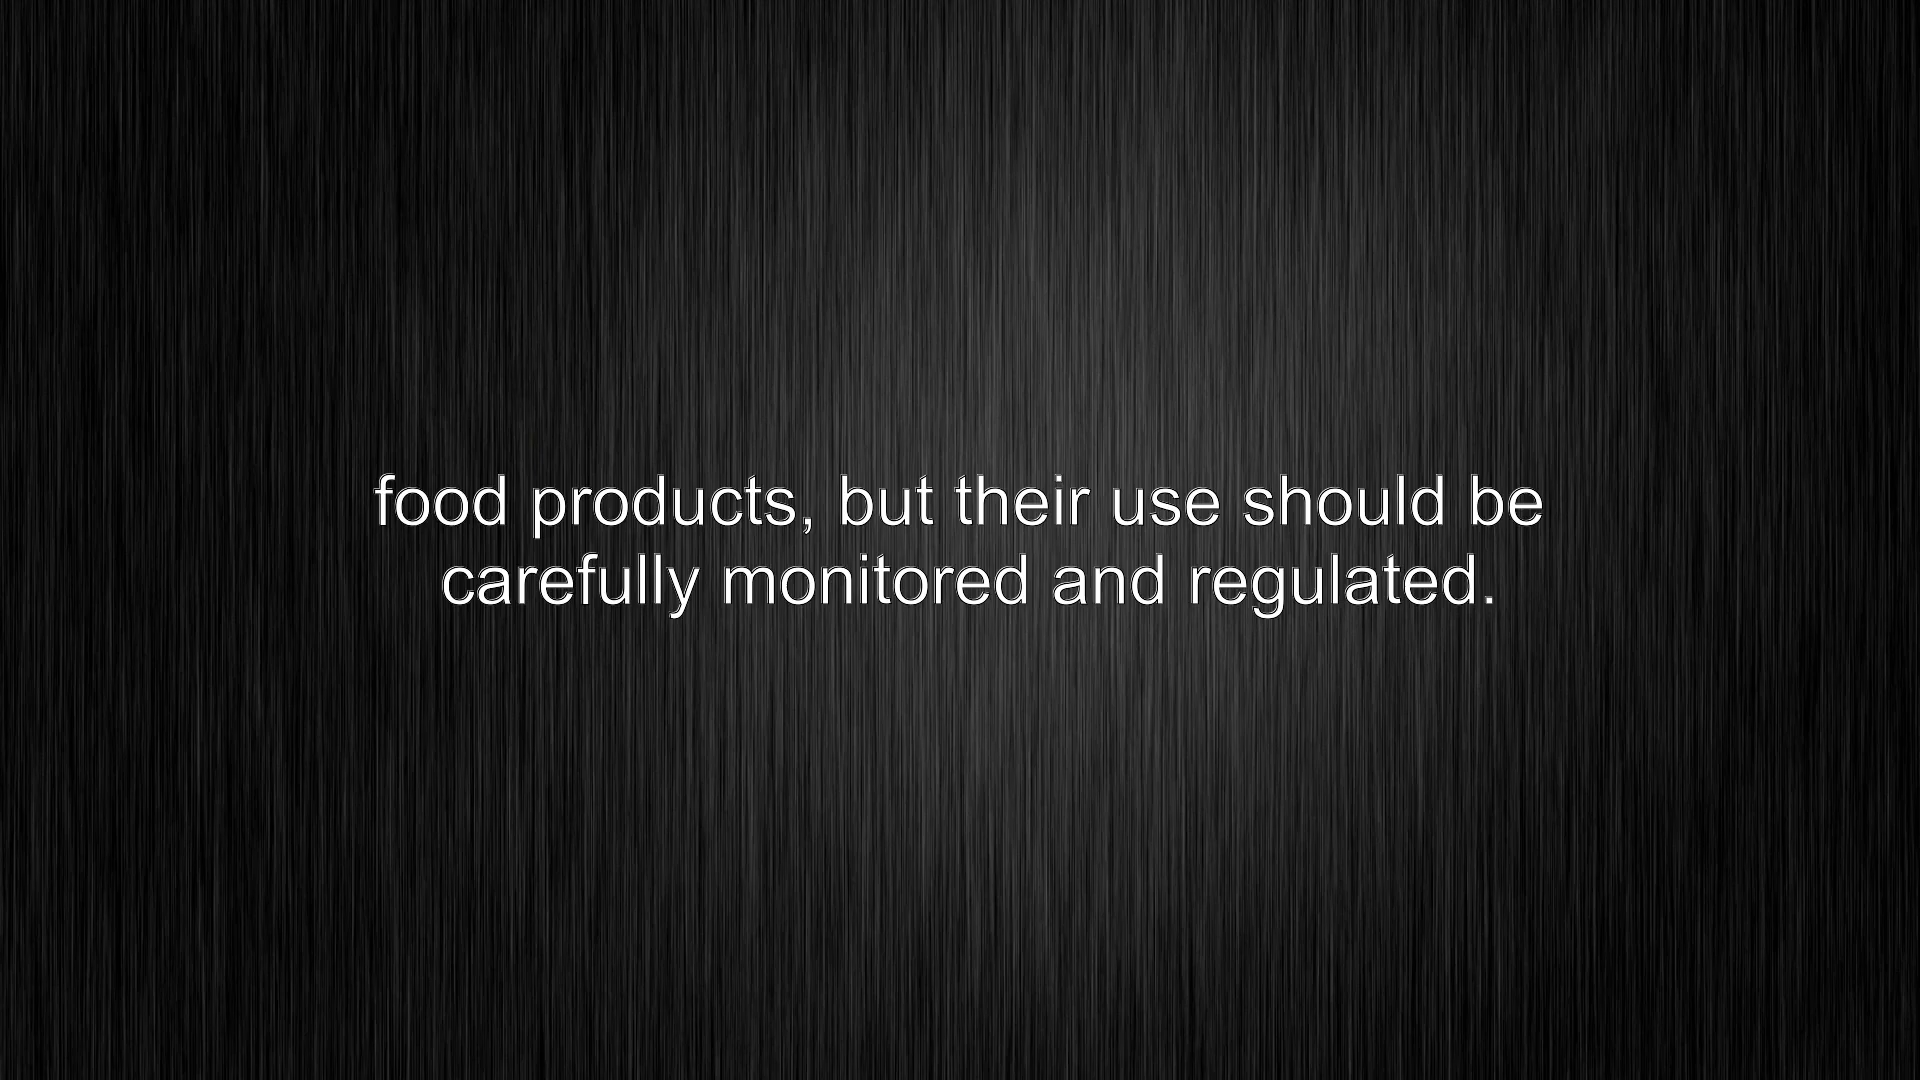 food products, but their use should be
carefully monitored and regulated.